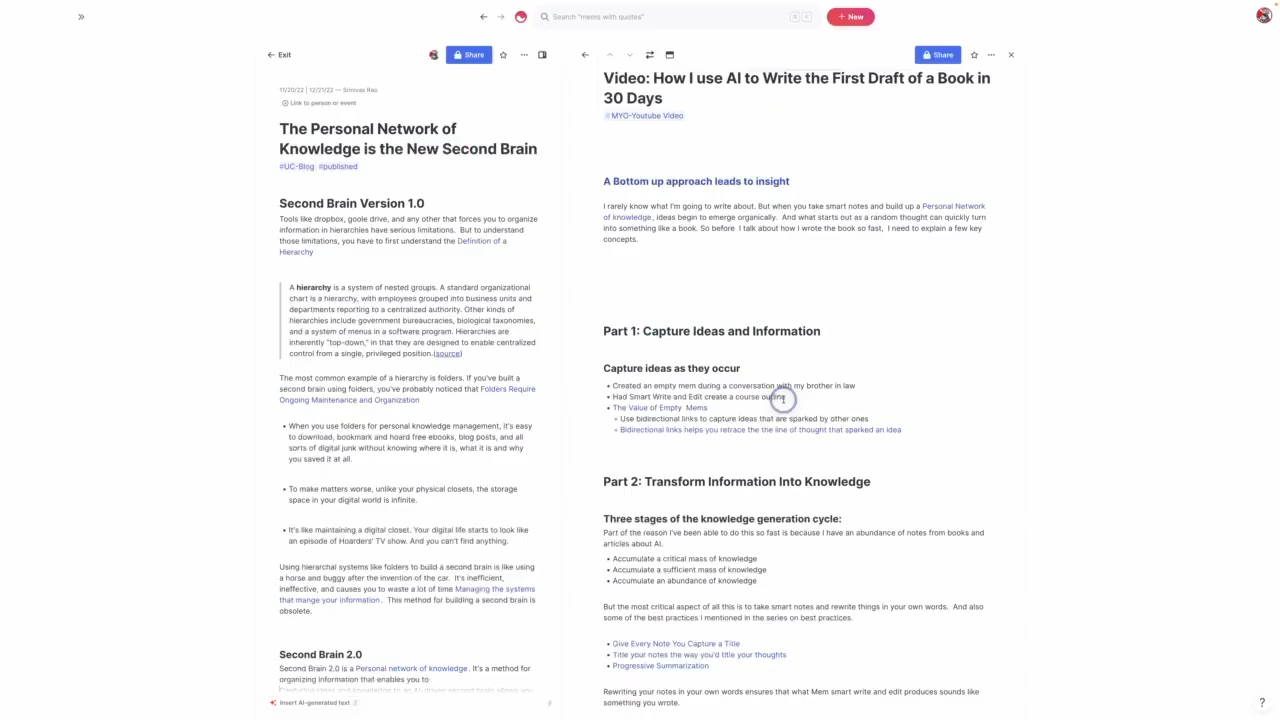 Search "mems with quotes"
⌘ K
+ New
Exit
Share
11/20/22 | 12/21/22 — Srinivas Rao
Link to person or event
The Personal Network of
Knowledge is the New Second Brain
#UC-Blog #published
Second Brain Version 1.0
Tools like dropbox, goole drive, and any other that forces you to organize
information in hierarchies have serious limitations. But to understand
those limitations, you have to first understand the Definition of a
Hierarchy
A hierarchy is a system of nested groups. A standard organizational
chart is a hierarchy, with employees grouped into business units and
departments reporting to a centralized authority. Other kinds of
hierarchies include government bureaucracies, biological taxonomies,
and a system of menus in a software program. Hierarchies are
inherently "top-down," in that they are designed to enable centralized
control from a single, privileged position.(source)
The most common example of a hierarchy is folders. If you've built a
second brain using folders, you've probably noticed that Folders Require
Ongoing Maintenance and Organization
• When you use folders for personal knowledge management, it's easy
to download, bookmark and hoard free ebooks, blog posts, and all
sorts of digital junk without knowing where it is, what it is and why
you saved it at all.
• To make matters worse, unlike your physical closets, the storage
space in your digital world is infinite.
• It's like maintaining a digital closet. Your digital life starts to look like
an episode of Hoarders' TV show. And you can't find anything.
Using hierarchal systems like folders to build a second brain is like using
a horse and buggy after the invention of the car. It's inefficient,
ineffective, and causes you to waste a lot of time Managing the systems
that mange your information. This method for building a second brain is
obsolete.
Second Brain 2.0
Second Brain 2.0 is a Personal network of knowledge. It's a method for
organizing information that enables you to
Capturing ideas and knowledge to an AI-driven second brain allows you
Insert AI-generated text
Share
Video: How I use AI to Write the First Draft of a Book in
30 Days
#MYO-Youtube Video
A Bottom up approach leads to insight
I rarely know what I'm going to write about. But when you take smart notes and build up a Personal Network
of knowledge, ideas begin to emerge organically. And what starts out as a random thought can quickly turn
into something like a book. So before I talk about how I wrote the book so fast, I need to explain a few key
concepts.
Part 1: Capture Ideas and Information
Capture ideas as they occur
• Created an empty mem during a conversation with my brother in law
• Had Smart Write and Edit create a course outline
• The Value of Empty Mems
Use bidirectional links to capture ideas that are sparked by other ones
Bidirectional links helps you retrace the the line of thought that sparked an idea
Part 2: Transform Information Into Knowledge
Three stages of the knowledge generation cycle:
Part of the reason I've been able to do this so fast is because I have an abundance of notes from books and
articles about AI.
• Accumulate a critical mass of knowledge
• Accumulate a sufficient mass of knowledge
• Accumulate an abundance of knowledge
But the most critical aspect of all this is to take smart notes and rewrite things in your own words. And also
some of the best practices I mentioned in the series on best practices.
• Give Every Note You Capture a Title
• Title your notes the way you'd title your thoughts
• Progressive Summarization
Rewriting your notes in your own words ensures that what Mem smart write and edit produces sounds like
something you wrote.
?